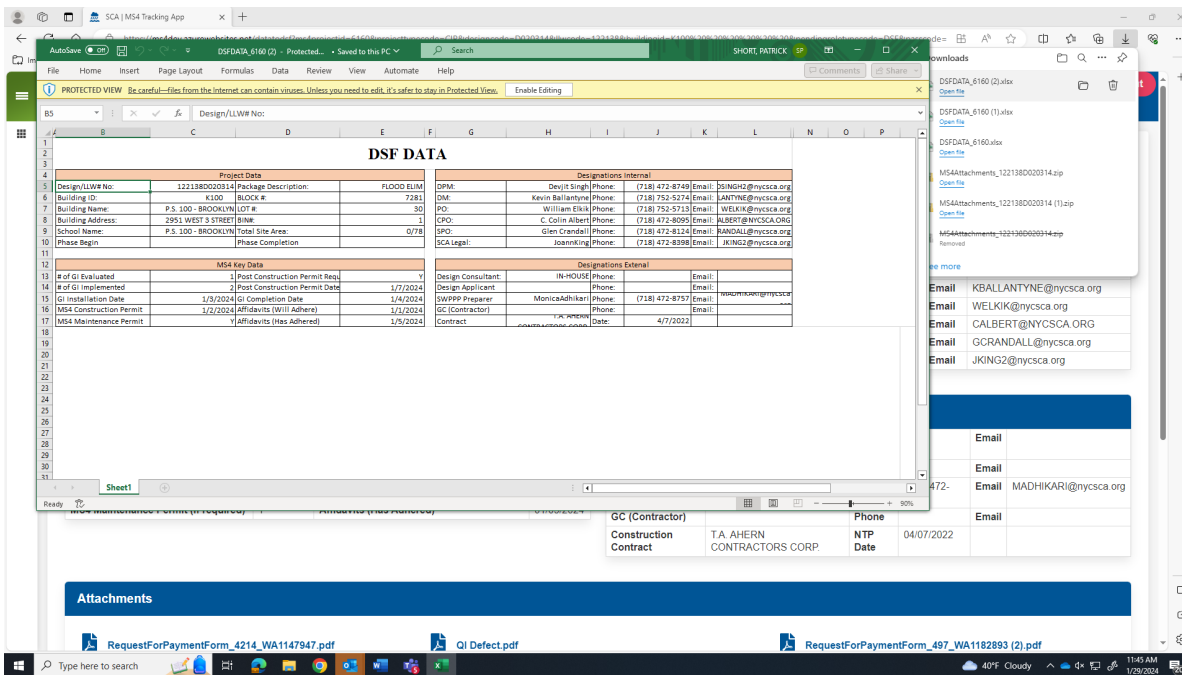 SCA | MS4 Tracking App
AutoSave Off DSFDATA_6160 (2) - Protected... • Saved to this PC Search SHORT, PATRICK SP
File Home Insert Page Layout Formulas Data Review View Automate Help Comments Share
PROTECTED VIEW Be careful—files from the Internet can contain viruses. Unless you need to edit, it's safer to stay in Protected View. Enable Editing
B5 fx Design/LLW# No:
B C D E F G H I J K L M N O P
DSF DATA
Project Data Designations Internal
Design/LLW# No: 122138D020314 Package Description: FLOOD ELIM DPM: Devjit Singh Phone: (718) 472-8749 Email: DSINGH2@nycsca.org
Building ID: K100 BLOCK #: 7281 DM: Kevin Ballantyne Phone: (718) 752-5274 Email: LANTYNE@nycsca.org
Building Name: P.S. 100 - BROOKLYN LOT #: 30 PO: William Elkik Phone: (718) 752-5713 Email: WELKIK@nycsca.org
Building Address: 2951 WEST 3 STREET BIN#: 1 CPO: C. Colin Albert Phone: (718) 472-8095 Email: ALBERT@NYCSCA.ORG
School Name: P.S. 100 - BROOKLYN Total Site Area: 0/78 SPO: Glen Crandall Phone: (718) 472-8124 Email: RANDALL@nycsca.org
Phase Begin Phase Completion SCA Legal: JoannKing Phone: (718) 472-8398 Email: JKING2@nycsca.org
MS4 Key Data Designations Extenal
# of GI Evaluated 1 Post Construction Permit Requ Y Design Consultant: IN-HOUSE Phone: Email:
# of GI Implemented 2 Post Construction Permit Date 1/7/2024 Design Applicant Phone: Email:
GI Installation Date 1/3/2024 GI Completion Date 1/4/2024 SWPPP Preparer MonicaAdhikari Phone: (718) 472-8757 Email:
MS4 Construction Permit 1/2/2024 Affidavits (Will Adhere) 1/1/2024 GC (Contractor) Phone: Email:
MS4 Maintenance Permit Y Affidavits (Has Adhered) 1/5/2024 Contract Date: 4/7/2022
Sheet1
Ready 90%
ownloads
DSFDATA_6160 (2).xlsx
Open file
DSFDATA_6160 (1).xlsx
Open file
DSFDATA_6160.xlsx
Open file
MS4Attachments_122138D020314.zip
Open file
MS4Attachments_122138D020314 (1).zip
Open file
MS4Attachments_122138D020314.zip
Removed
ee more
Email KBALLANTYNE@nycsca.org
Email WELKIK@nycsca.org
Email CALBERT@NYCSCA.ORG
Email GCRANDALL@nycsca.org
Email JKING2@nycsca.org
Email
Email
472- Email MADHIKARI@nycsca.org
GC (Contractor) Phone Email
Construction Contract T.A. AHERN CONTRACTORS CORP. NTP Date 04/07/2022
Attachments
RequestForPaymentForm_4214_WA1147947.pdf QI Defect.pdf RequestForPaymentForm_497_WA1182893 (2).pdf
Type here to search 40°F Cloudy 11:45 AM
1/29/2024